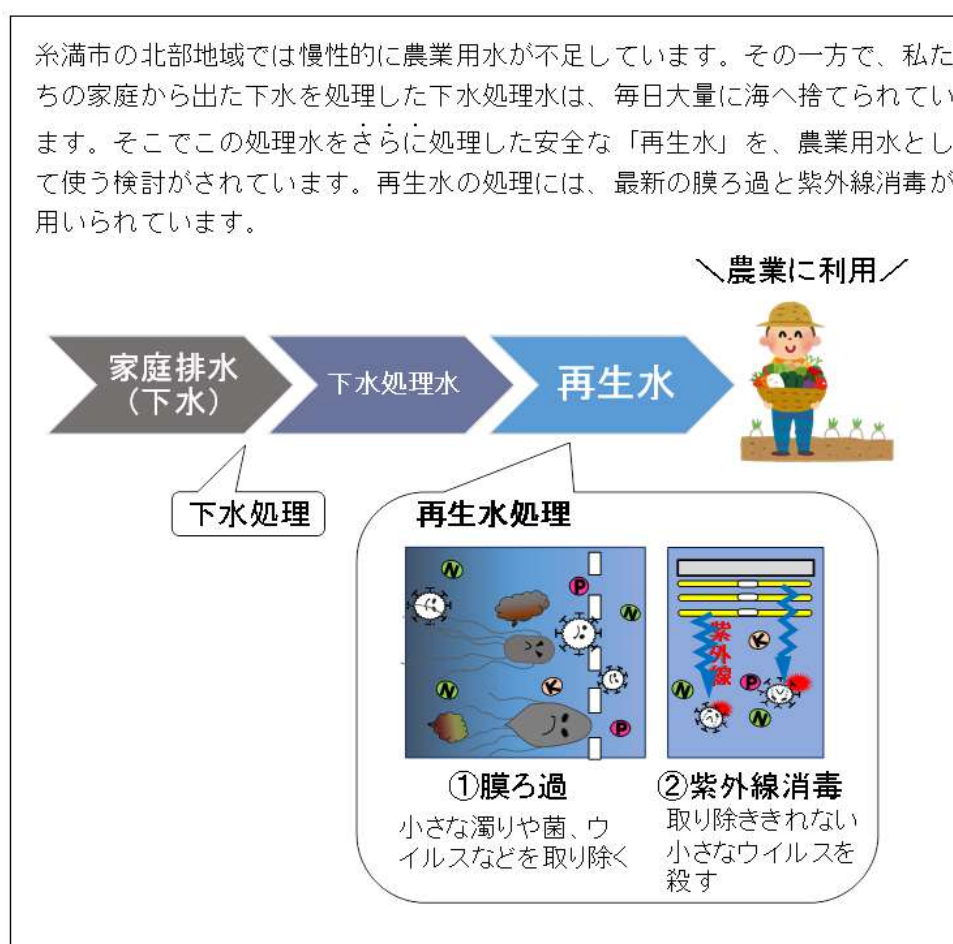 糸満市の北部地域では慢性的に農業用水が不足しています。その一方で、私た
ちの家庭から出た下水を処理した下水処理水は、毎日大量に海へ捨てられてい
ます。そこでこの処理水をさらに処理した安全な「再生水」を、農業用水とし
て使う検討がされています。再生水の処理には、最新の膜ろ過と紫外線消毒が
用いられています。
＼農業に利用／
家庭排水
（下水）
下水処理水
再生水
下水処理
再生水処理
N
P
N
N
K
P
紫外線
K
P
N
N
①膜ろ過
小さな濁りや菌、ウ
イルスなどを取り除く
②紫外線消毒
取り除ききれない
小さなウイルスを
殺す